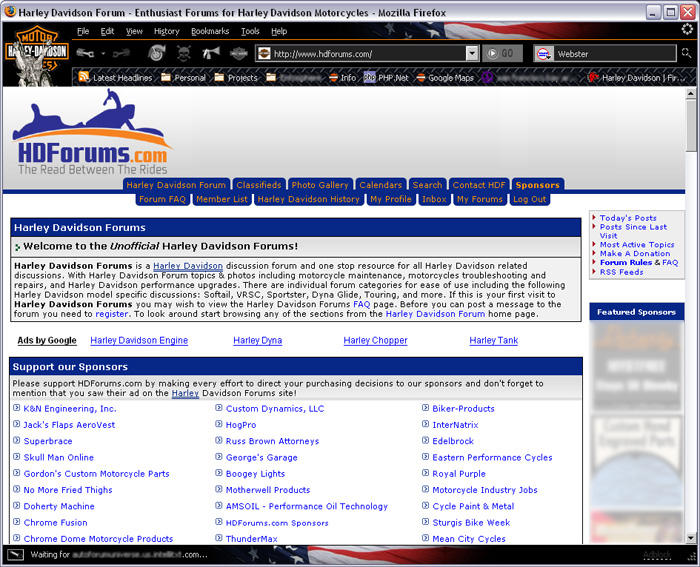 Harley Davidson Forum - Enthusiast Forums for Harley Davidson Motorcycles - Mozilla Firefox
MOTOR
HARLEY-DAVIDSON
File Edit View History Bookmarks Tools Help
http://www.hdforums.com/ GO Webster
Latest Headlines Personal Projects Info PHP.Net Google Maps Harley Davidson | Fir...
HDForums.com
The Read Between The Rides
Harley Davidson Forum Classifieds Photo Gallery Calendars Search Contact HDF Sponsors
Forum FAQ Member List Harley Davidson History My Profile Inbox My Forums Log Out
Harley Davidson Forums
Welcome to the Unofficial Harley Davidson Forums!
Harley Davidson Forums is a Harley Davidson discussion forum and one stop resource for all Harley Davidson related
discussions. With Harley Davidson Forum topics & photos including motorcycle maintenance, motorcycles troubleshooting and
repairs, and Harley Davidson performance upgrades. There are individual forum categories for ease of use including the following
Harley Davidson model specific discussions: Softail, VRSC, Sportster, Dyna Glide, Touring, and more. If this is your first visit to
Harley Davidson Forums you may wish to view the Harley Davidson Forums FAQ page. Before you can post a message to the
forum you need to register. To look around start browsing any of the sections from the Harley Davidson Forum home page.
Today's Posts
Posts Since Last
Visit
Most Active Topics
Make A Donation
Forum Rules & FAQ
RSS Feeds
Ads by Google Harley Davidson Engine Harley Dyna Harley Chopper Harley Tank
Support our Sponsors
Please support HDForums.com by making every effort to direct your purchasing decisions to our sponsors and don't forget to
mention that you saw their ad on the Harley Davidson Forums site!
K&N Engineering, Inc. Custom Dynamics, LLC Biker-Products
Jack's Flaps AeroVest HogPro InterNatrix
Superbrace Russ Brown Attorneys Edelbrock
Skull Man Online George's Garage Eastern Performance Cycles
Gordon's Custom Motorcycle Parts Boogey Lights Royal Purple
No More Fried Thighs Motherwell Products Motorcycle Industry Jobs
Doherty Machine AMSOIL - Performance Oil Technology Cycle Paint & Metal
Chrome Fusion HDForums.com Sponsors Sturgis Bike Week
Chrome Dome Motorcycle Products ThunderMax Mean City Cycles
Featured Sponsors
Custom Hand
Engraved Parts
Waiting for autoforumuniverse.us.intellitxt.com...
Adblock